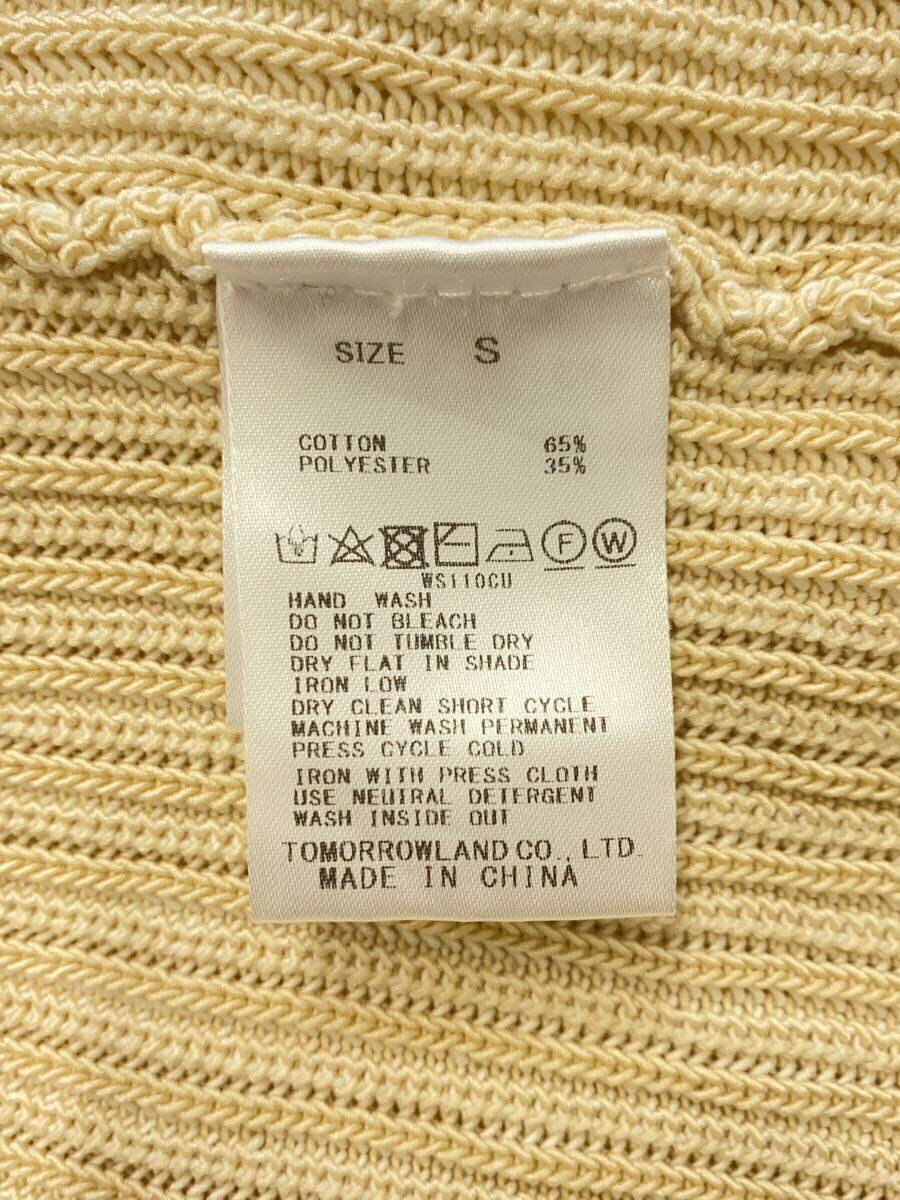 SIZE S
COTTON 65%
POLYESTER 35%
F W
WS110CU
HAND WASH
DO NOT BLEACH
DO NOT TUMBLE DRY
DRY FLAT IN SHADE
IRON LOW
DRY CLEAN SHORT CYCLE
MACHINE WASH PERMANENT
PRESS CYCLE COLD
IRON WITH PRESS CLOTH
USE NEUTRAL DETERGENT
WASH INSIDE OUT
TOMORROWLAND CO., LTD.
MADE IN CHINA